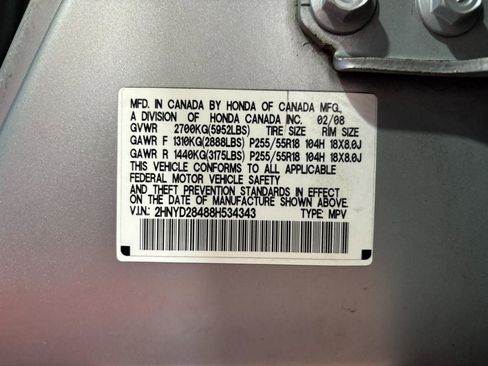 MFD. IN CANADA BY HONDA OF CANADA MFG.,
A DIVISION OF HONDA CANADA INC. 02/08
GVWR 2700KG(5952LBS) TIRE SIZE RIM SIZE
GAWR F 1310KG(2888LBS) P255/55R18 104H 18X8.0J
GAWR R 1440KG(3175LBS) P255/55R18 104H 18X8.0J
THIS VEHICLE CONFORMS TO ALL APPLICABLE
FEDERAL MOTOR VEHICLE SAFETY
AND THEFT PREVENTION STANDARDS IN EFFECT
ON THE DATE OF MANUFACTURE SHOWN ABOVE.
V.I.N.: 2HNYD28488H534343 TYPE: MPV